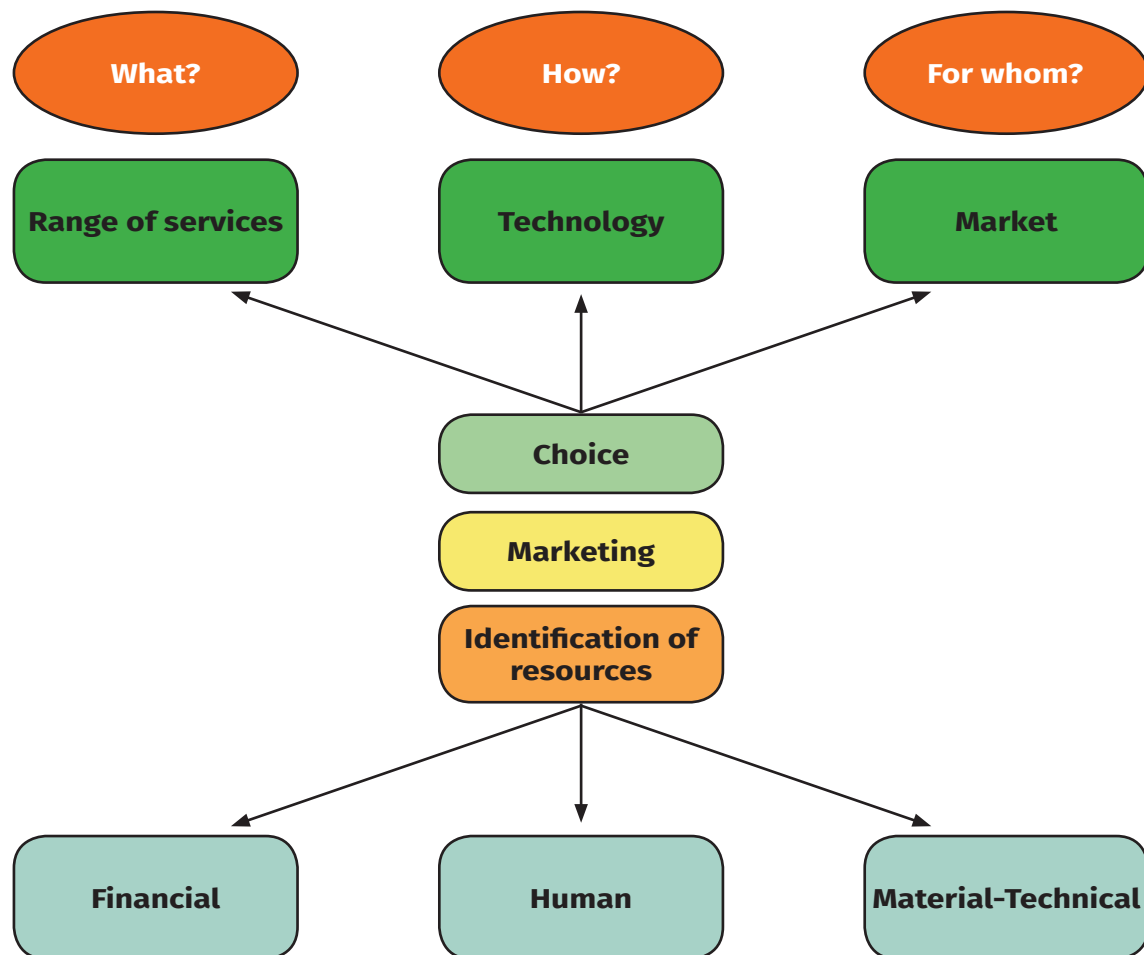 What?
How?
For whom?
Range of services
Technology
Market
Choice
Marketing
Identification of
resources
Financial
Human
Material-Technical